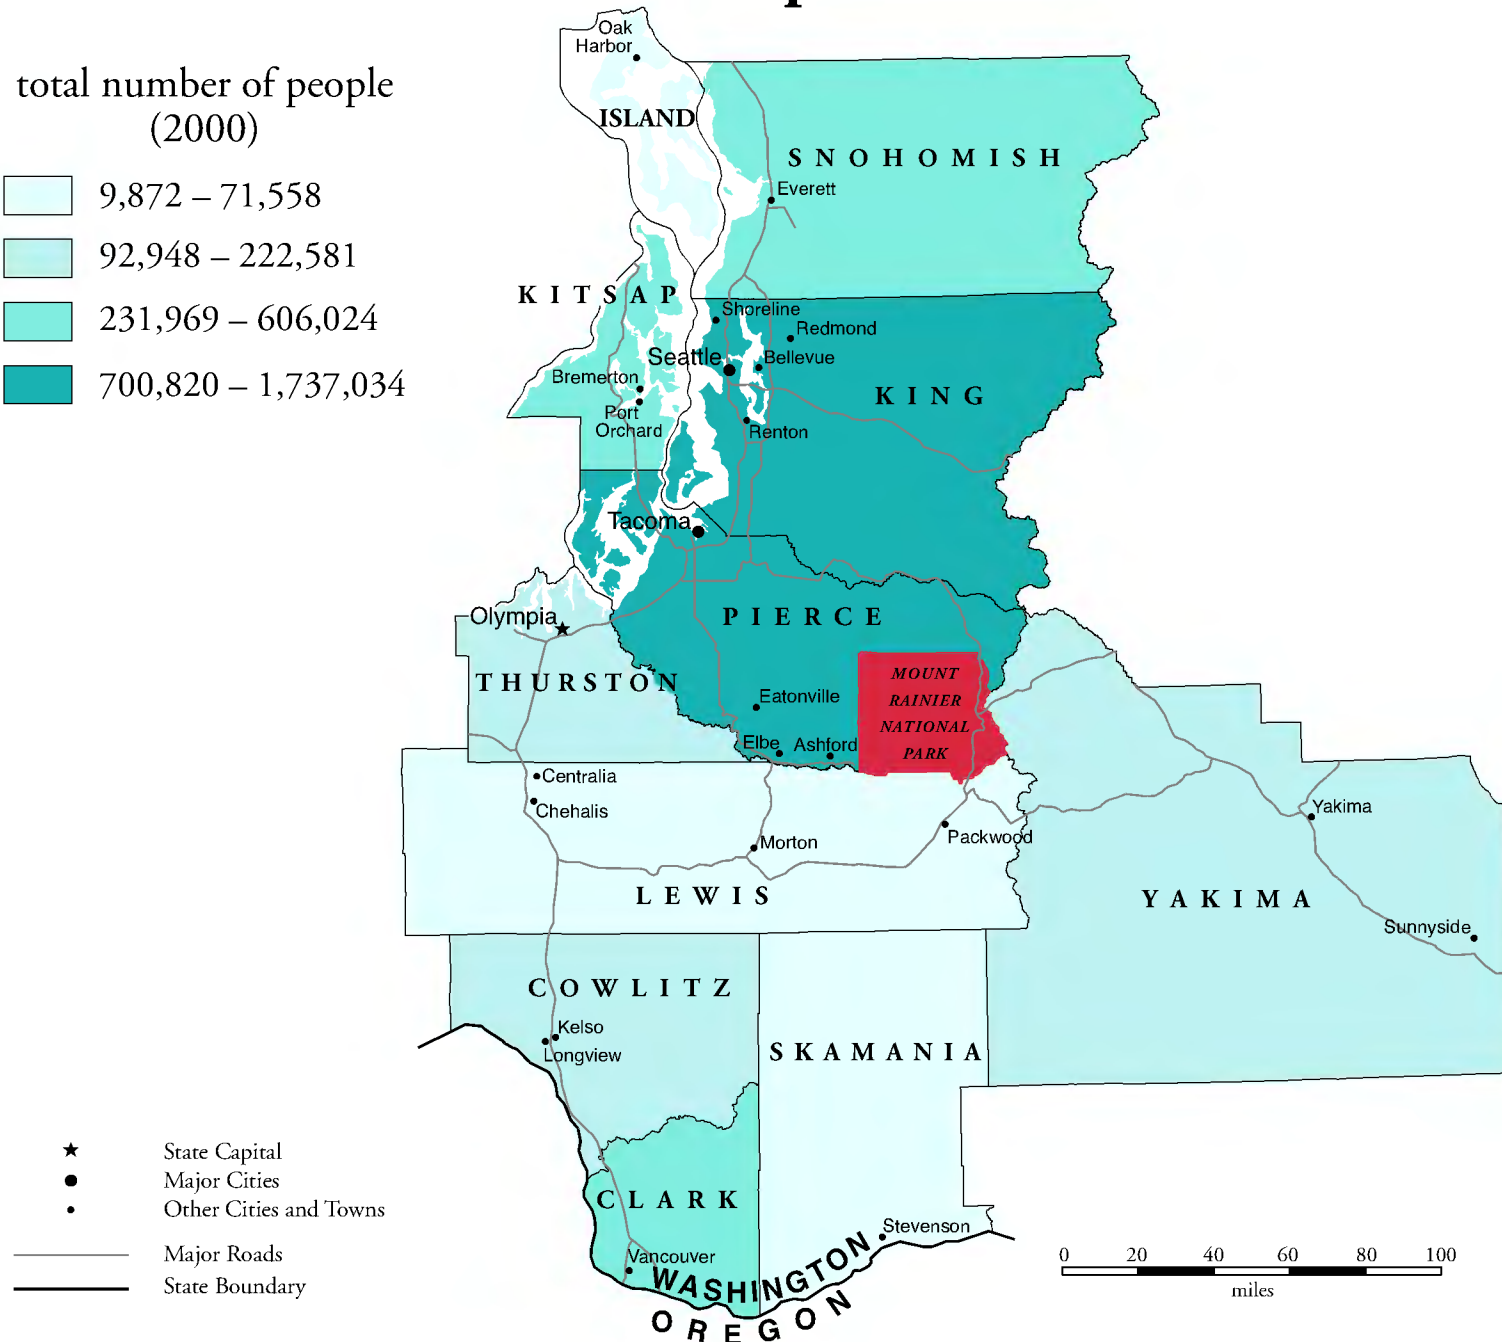 total number of people
(2000)
9,872 – 71,558
92,948 – 222,581
231,969 – 606,024
700,820 – 1,737,034
Oak
Harbor
ISLAND
SNOHOMISH
Everett
KITSAP
Shoreline
Redmond
Seattle
Bellevue
Bremerton
KING
Port
Orchard
Renton
Tacoma
Olympia
PIERCE
THURSTON
MOUNT
RAINIER
NATIONAL
PARK
Eatonville
Elbe
Ashford
Centralia
Chehalis
Yakima
Morton
Packwood
LEWIS
YAKIMA
Sunnyside
COWLITZ
Kelso
Longview
SKAMANIA
CLARK
Stevenson
Vancouver
WASHINGTON
OREGON
State Capital
Major Cities
Other Cities and Towns
Major Roads
State Boundary
0 20 40 60 80 100
miles